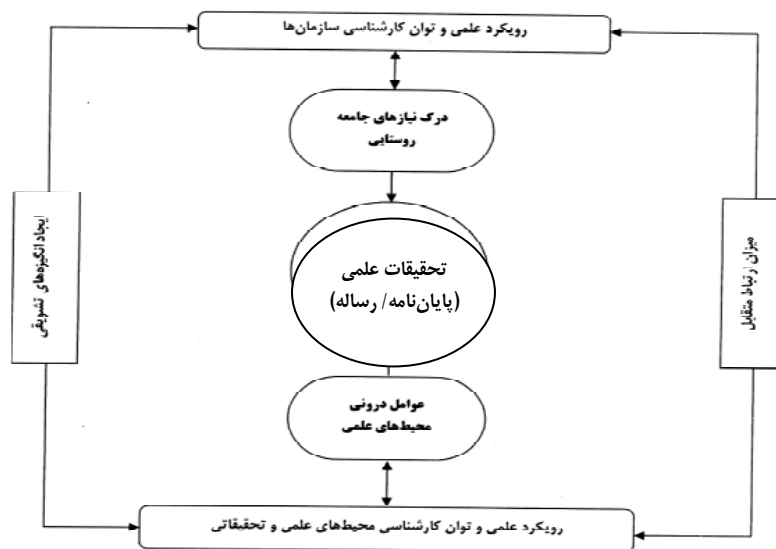 رویکرد علمی و توان کارشناسی سازمان‌ها
درک نیازهای جامعه
روستایی
میزان ارتباط متقابل
تحقیقات علمی
(پایان‌نامه/ رساله)
ایجاد انگیزه‌های تشویقی
عوامل درونی
محیط‌های علمی
رویکرد علمی و توان کارشناسی محیط‌های علمی و تحقیقاتی